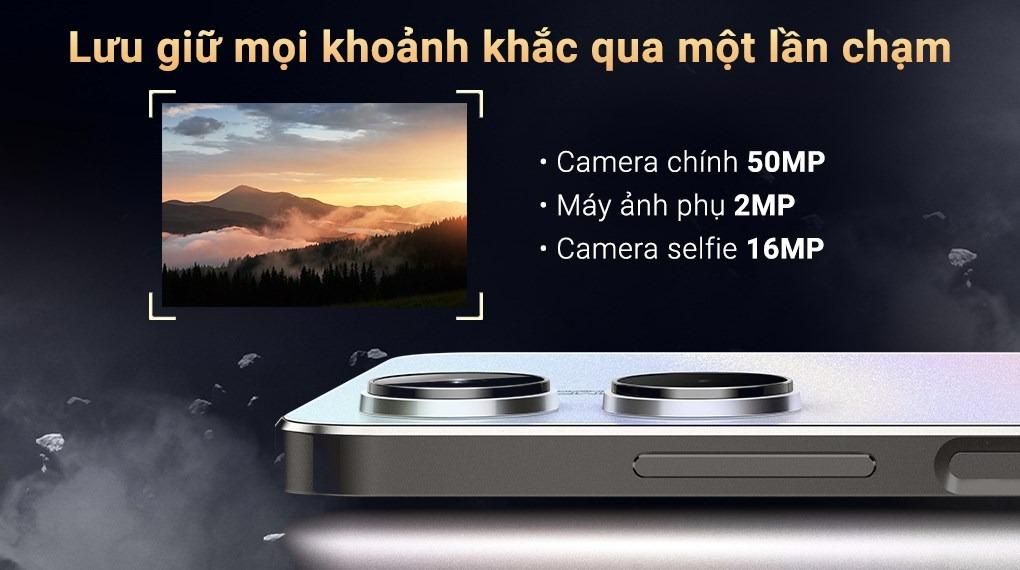 Lưu giữ mọi khoảnh khắc qua một lần chạm
• Camera chính 50MP
• Máy ảnh phụ 2MP
• Camera selfie 16MP